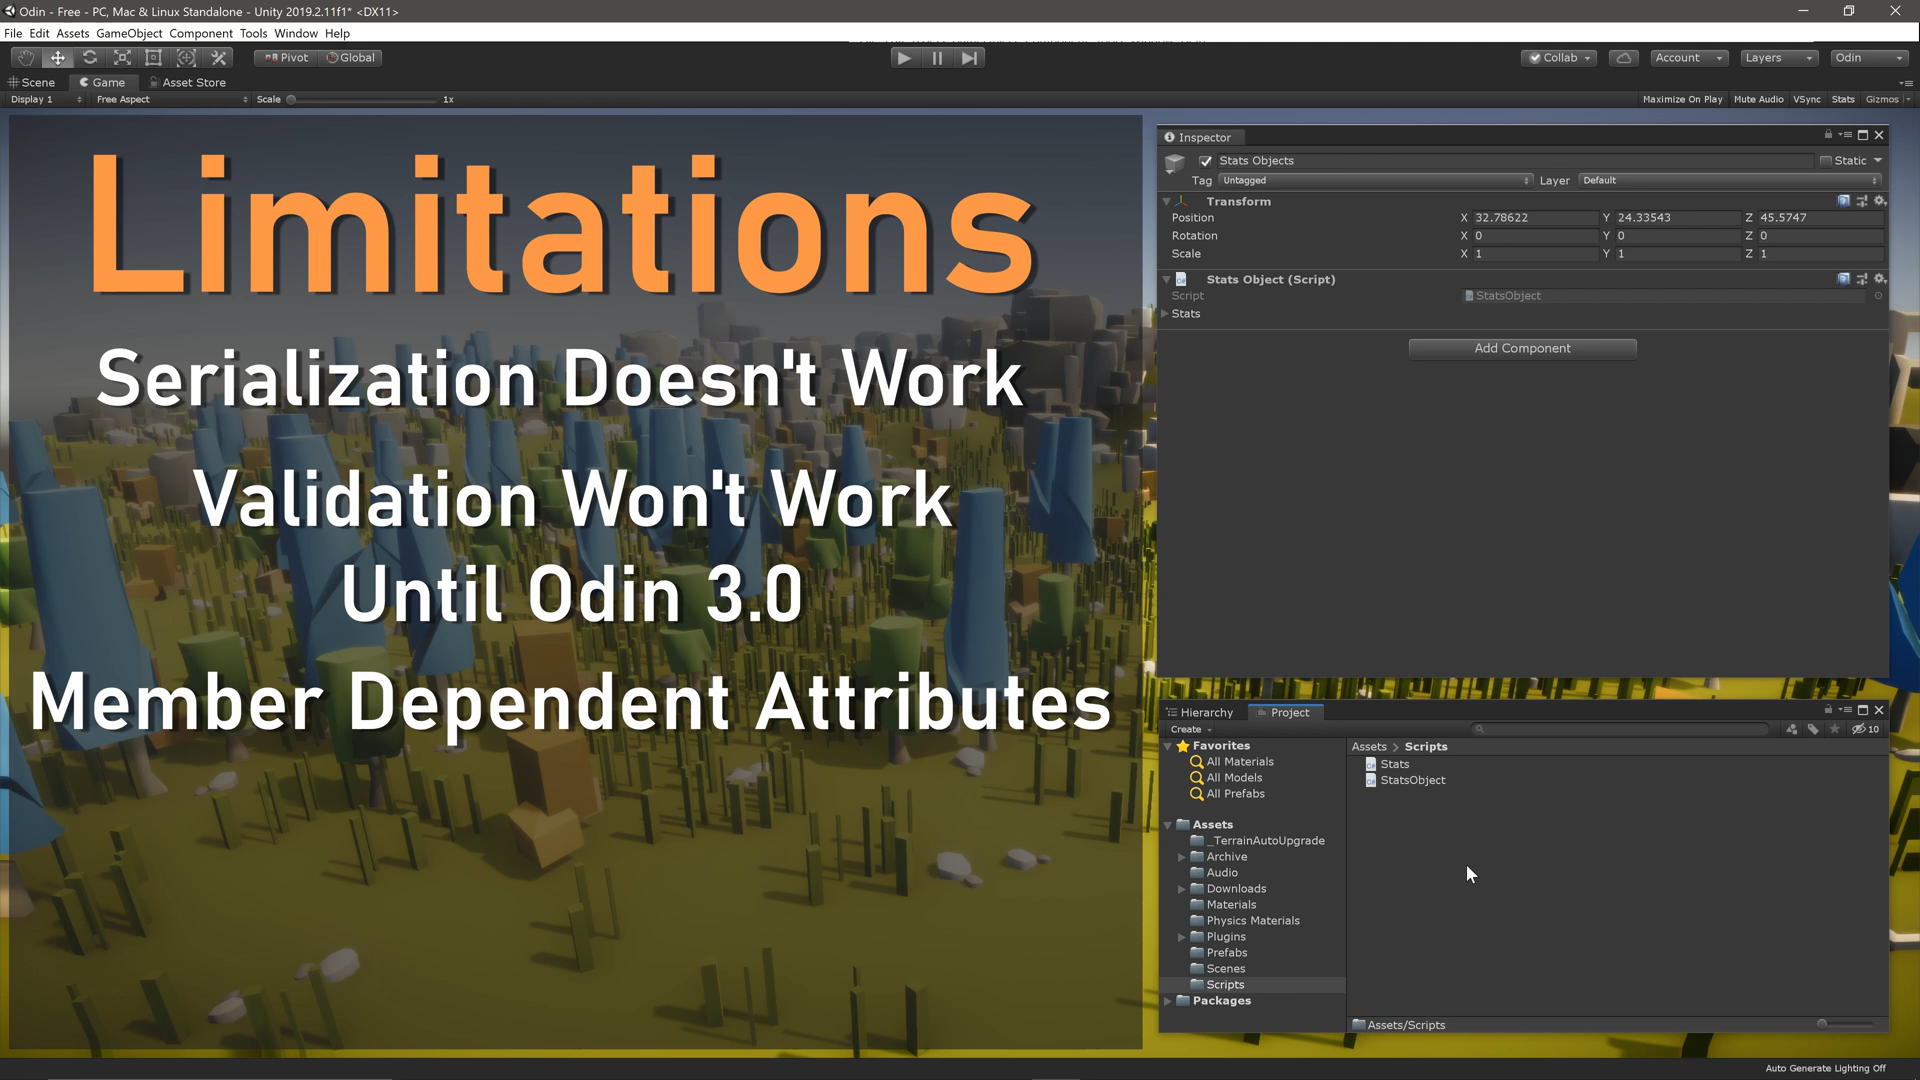 Odin - Free - PC, Mac & Linux Standalone - Unity 2019.2.11f1* <DX11>
File Edit Assets GameObject Component Tools Window Help
Pivot Global
Collab
Account
Layers
Odin
Scene
Game
Asset Store
Display 1
Free Aspect
Scale
1x
Maximize On Play
Mute Audio
VSync
Stats
Gizmos
Limitations
Serialization Doesn't Work
Validation Won't Work
Until Odin 3.0
Member Dependent Attributes
Inspector
Stats Objects
Static
Tag Untagged
Layer Default
Transform
Position X 32.78622 Y 24.33543 Z 45.5747
Rotation X 0 Y 0 Z 0
Scale X 1 Y 1 Z 1
Stats Object (Script)
Script StatsObject
Stats
Add Component
Hierarchy
Project
Create
10
Favorites
All Materials
All Models
All Prefabs
Assets
_TerrainAutoUpgrade
Archive
Audio
Downloads
Materials
Physics Materials
Plugins
Prefabs
Scenes
Scripts
Packages
Assets > Scripts
Stats
StatsObject
Assets/Scripts
Auto Generate Lighting Off